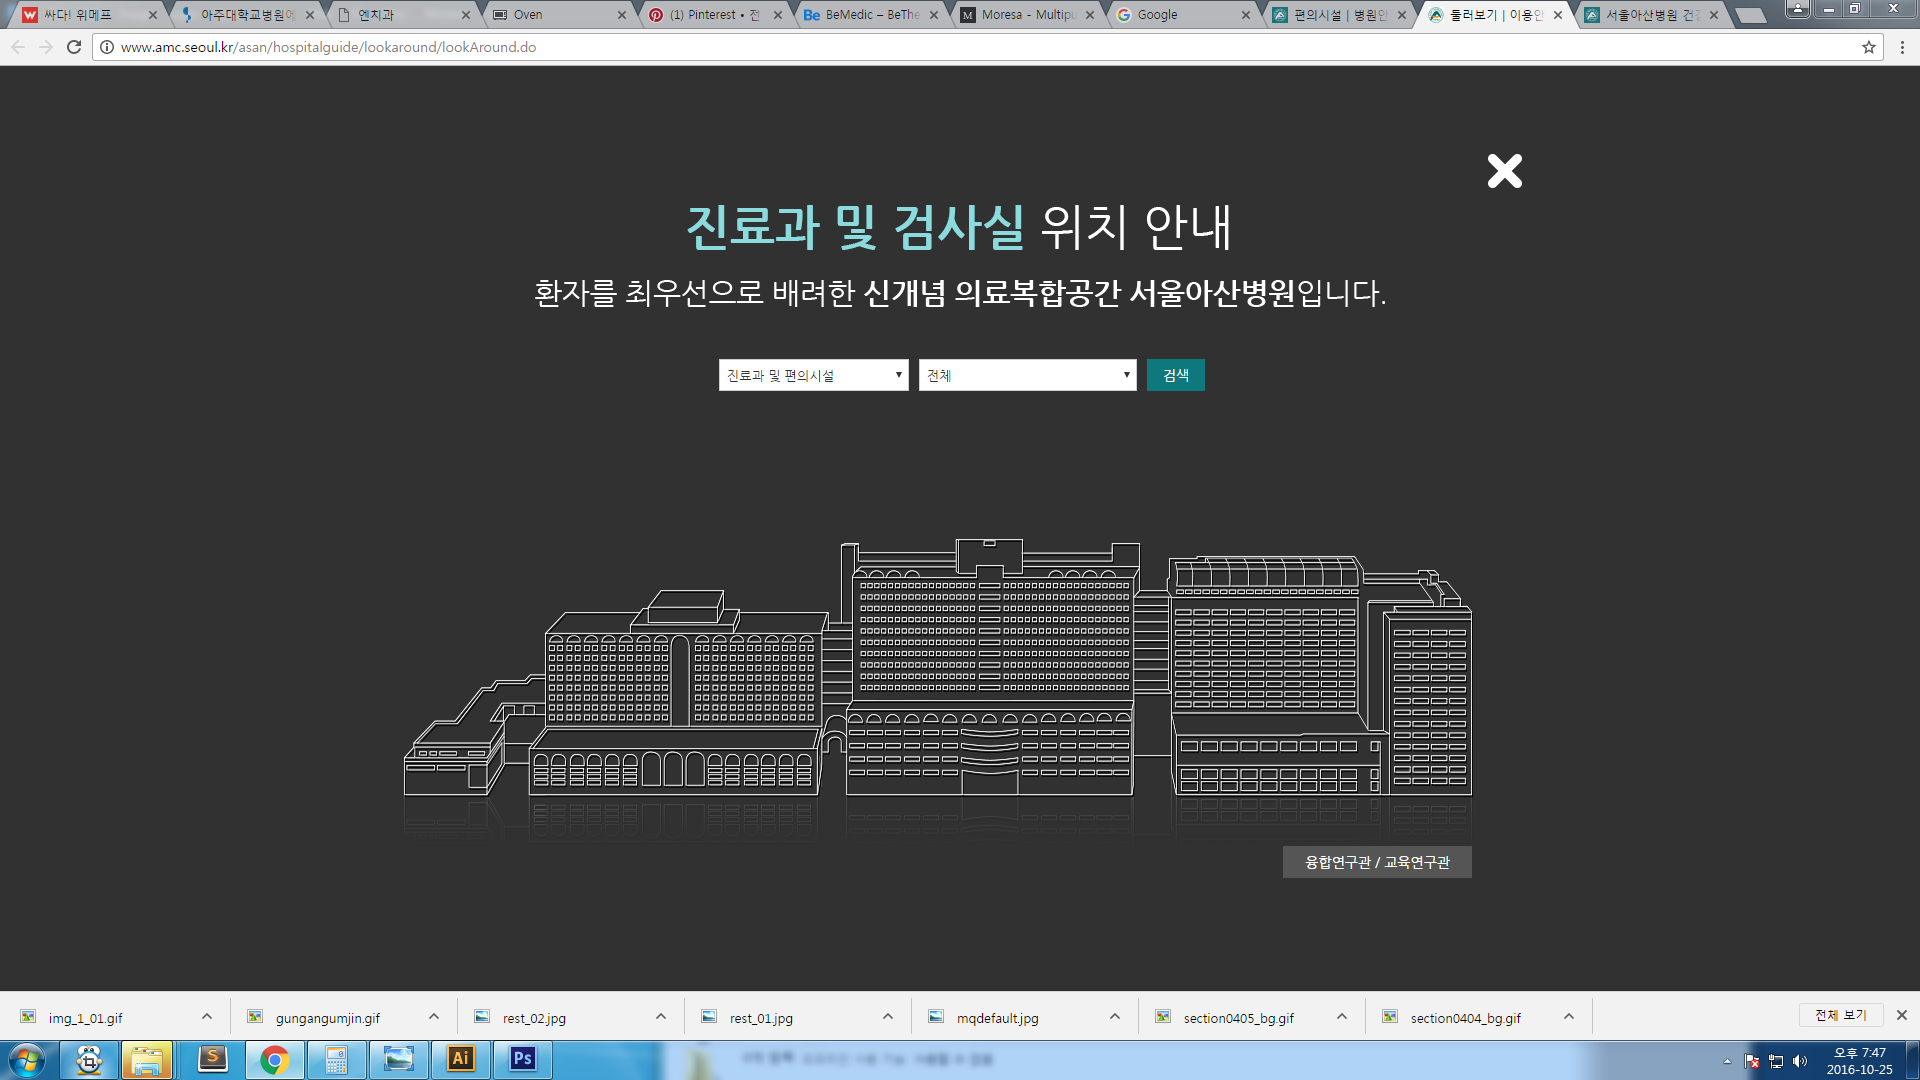 싸다! 위메프
아주대학교병원에
엔치과
Oven
(1) Pinterest • 전
BeMedic – BeThe
Moresa - Multipu
Google
편의시설 | 병원안
둘러보기 | 이용안
서울아산병원 건강
www.amc.seoul.kr/asan/hospitalguide/lookaround/lookAround.do
진료과 및 검사실 위치 안내
환자를 최우선으로 배려한 신개념 의료복합공간 서울아산병원입니다.
진료과 및 편의시설
전체
검색
융합연구관 / 교육연구관
img_1_01.gif
gungangumjin.gif
rest_02.jpg
rest_01.jpg
mqdefault.jpg
section0405_bg.gif
section0404_bg.gif
전체 보기
Ai
Ps
오후 7:47
2016-10-25